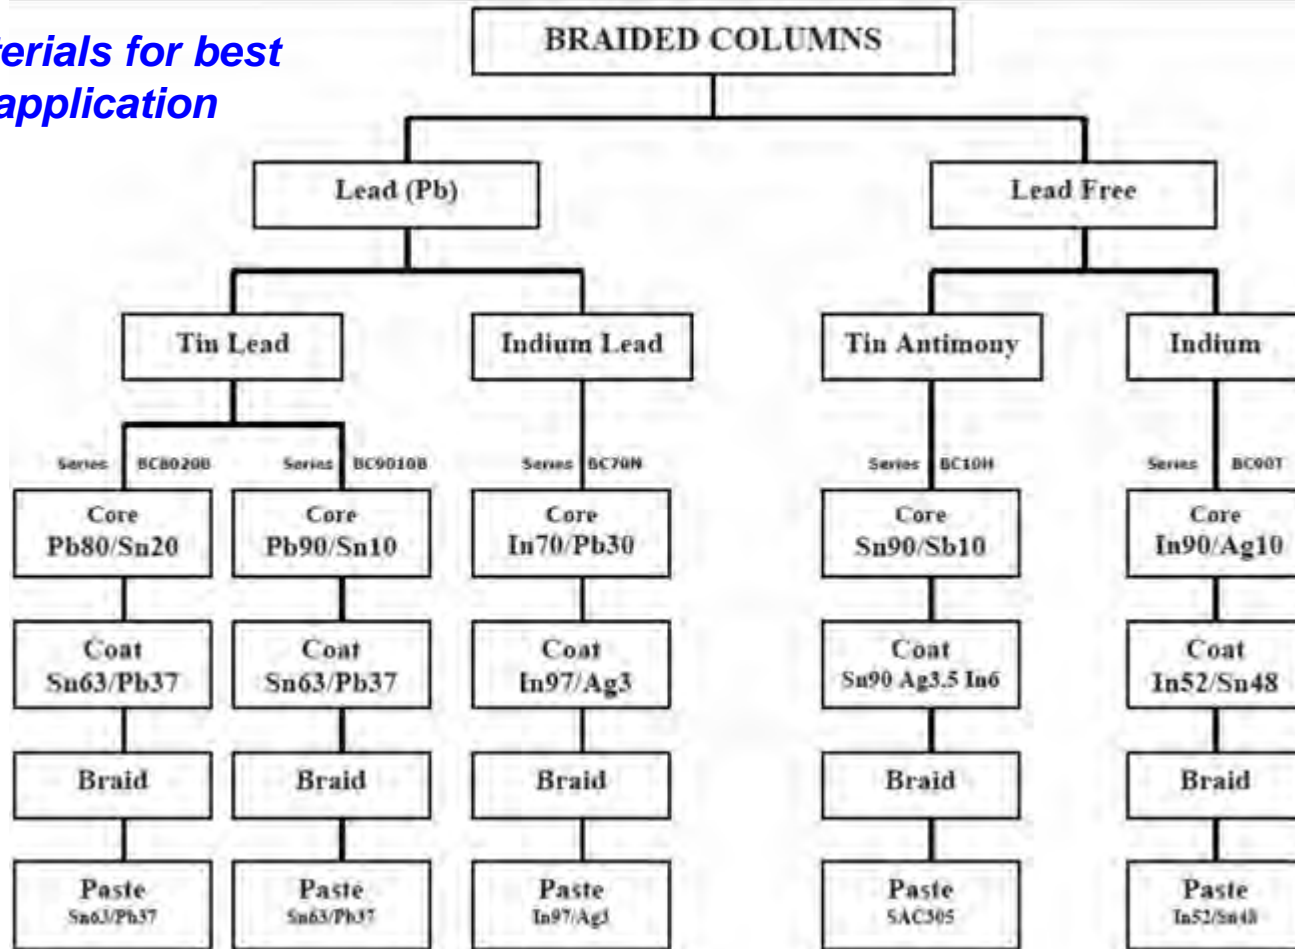 terials for best
application
BRAIDED COLUMNS
Lead (Pb)
Lead Free
Tin Lead
Indium Lead
Tin Antimony
Indium
Series BC8020B
Series BC9010B
Series BC70N
Series BC10H
Series BC90T
Core
Pb80/Sn20
Core
Pb90/Sn10
Core
In70/Pb30
Core
Sn90/Sb10
Core
In90/Ag10
Coat
Sn63/Pb37
Coat
Sn63/Pb37
Coat
In97/Ag3
Coat
Sn90 Ag3.5 In6
Coat
In52/Sn48
Braid
Braid
Braid
Braid
Braid
Paste
Sn63/Pb37
Paste
Sn63/Pb37
Paste
In97/Ag3
Paste
SAC305
Paste
In52/Sn48